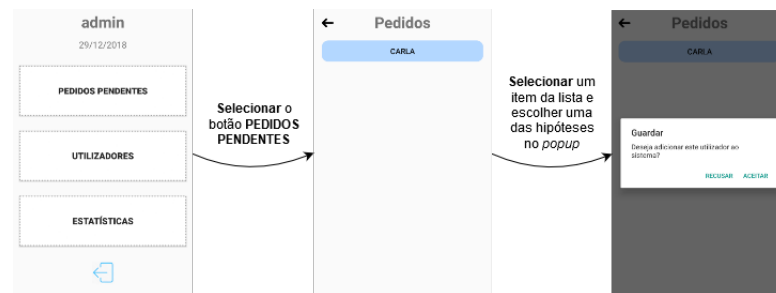 admin
29/12/2018
PEDIDOS PENDENTES
UTILIZADORES
ESTATÍSTICAS
Selecionar o
botão PEDIDOS
PENDENTES
Pedidos
CARLA
Selecionar um
item da lista e
escolher uma
das hipóteses
no popup
Pedidos
CARLA
Guardar
Deseja adicionar este utilizador ao
sistema?
RECUSAR ACEITAR